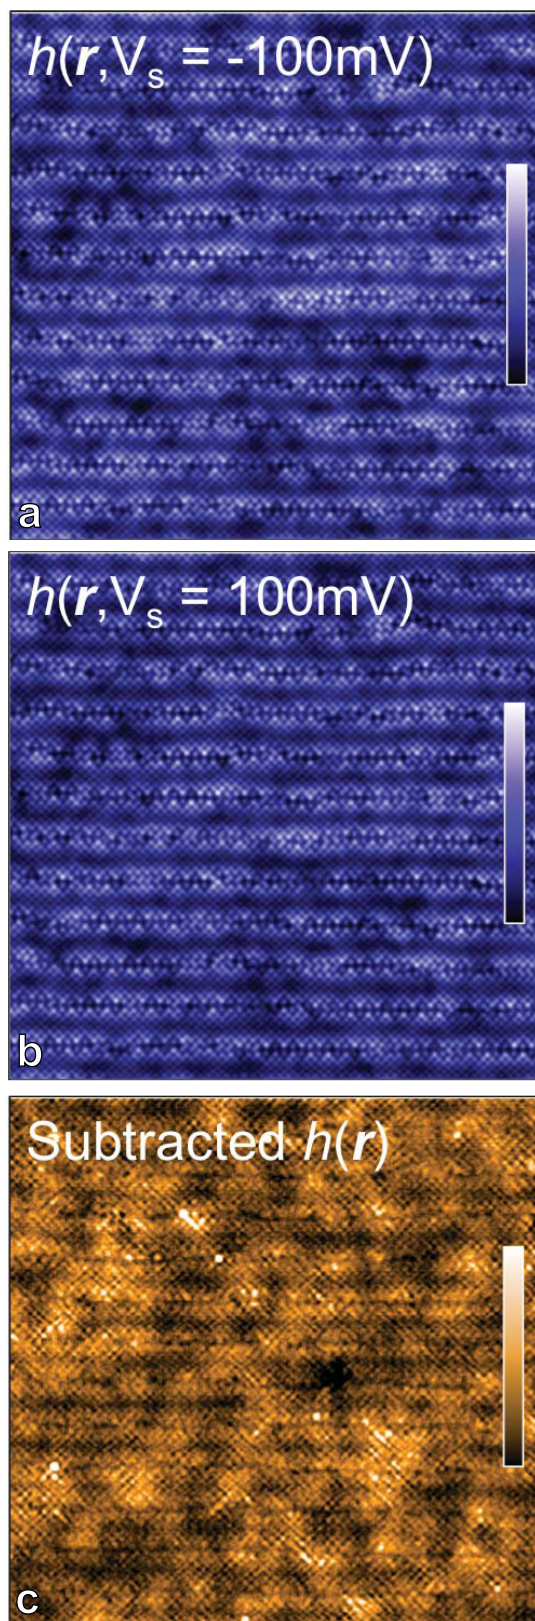 h(r,Vs = -100mV)
a
h(r,Vs = 100mV)
b
Subtracted h(r)
c